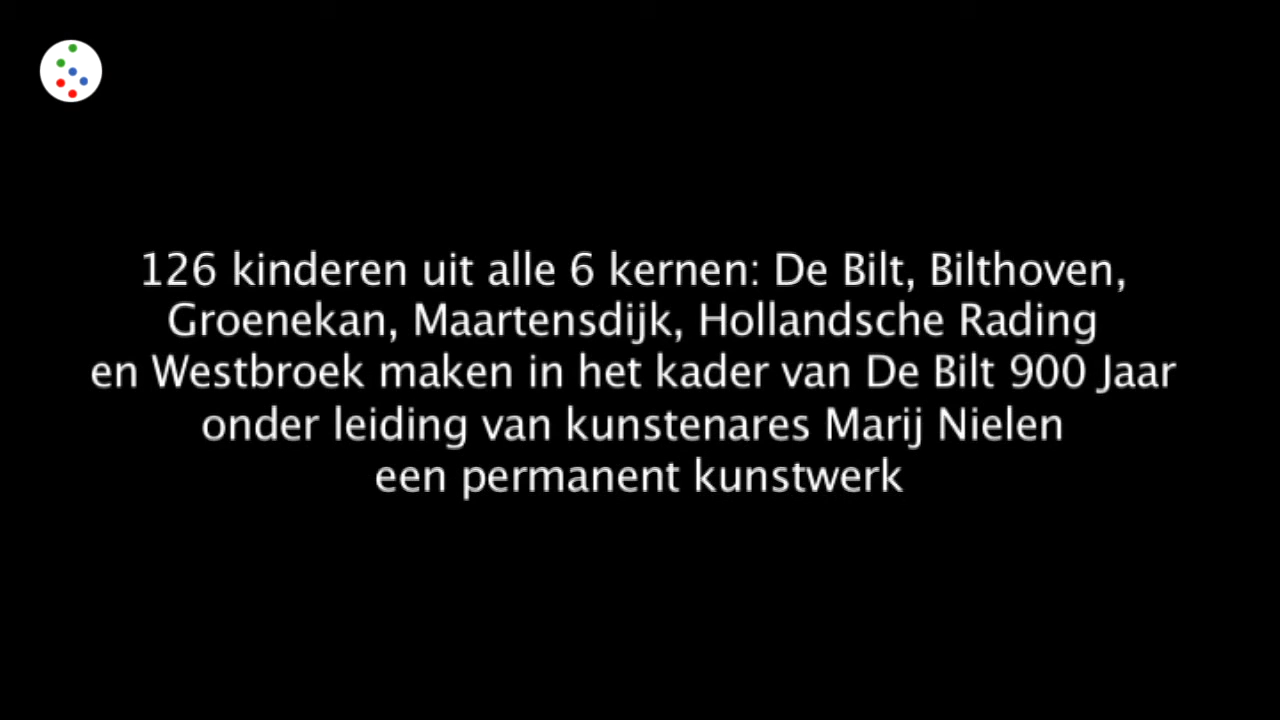 126 kinderen uit alle 6 kernen: De Bilt, Bilthoven,
Groenekan, Maartensdijk, Hollandsche Rading
en Westbroek maken in het kader van De Bilt 900 Jaar
onder leiding van kunstenares Marij Nielen
een permanent kunstwerk